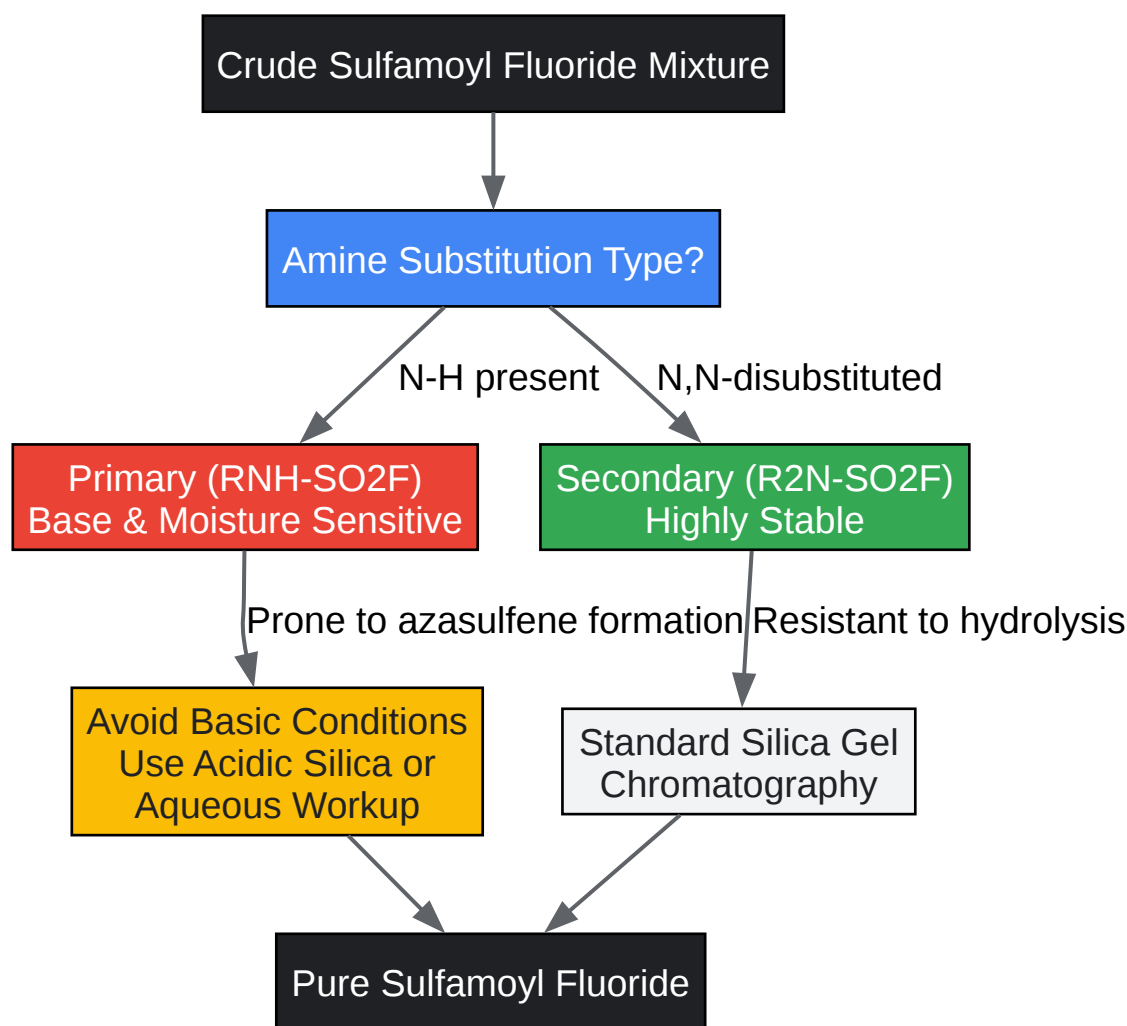 Crude Sulfamoyl Fluoride Mixture
Amine Substitution Type?
N-H present
N,N-disubstituted
Primary (RNH-SO2F)
Base & Moisture Sensitive
Secondary (R2N-SO2F)
Highly Stable
Prone to azasulfene formation
Resistant to hydrolysis
Avoid Basic Conditions
Use Acidic Silica or
Aqueous Workup
Standard Silica Gel
Chromatography
Pure Sulfamoyl Fluoride